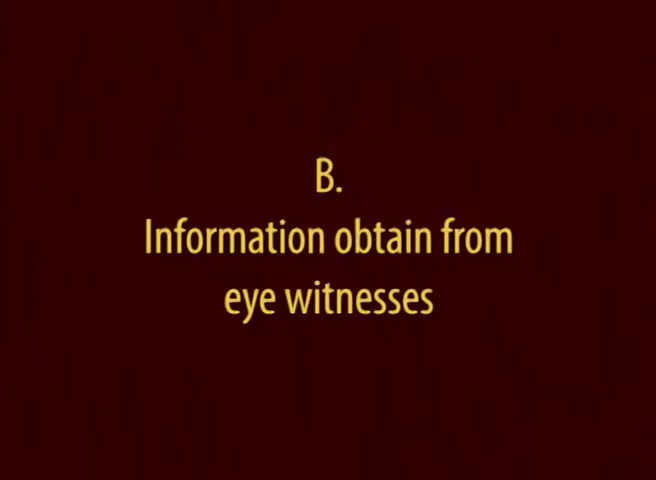 B.
Information obtain from
eye witnesses